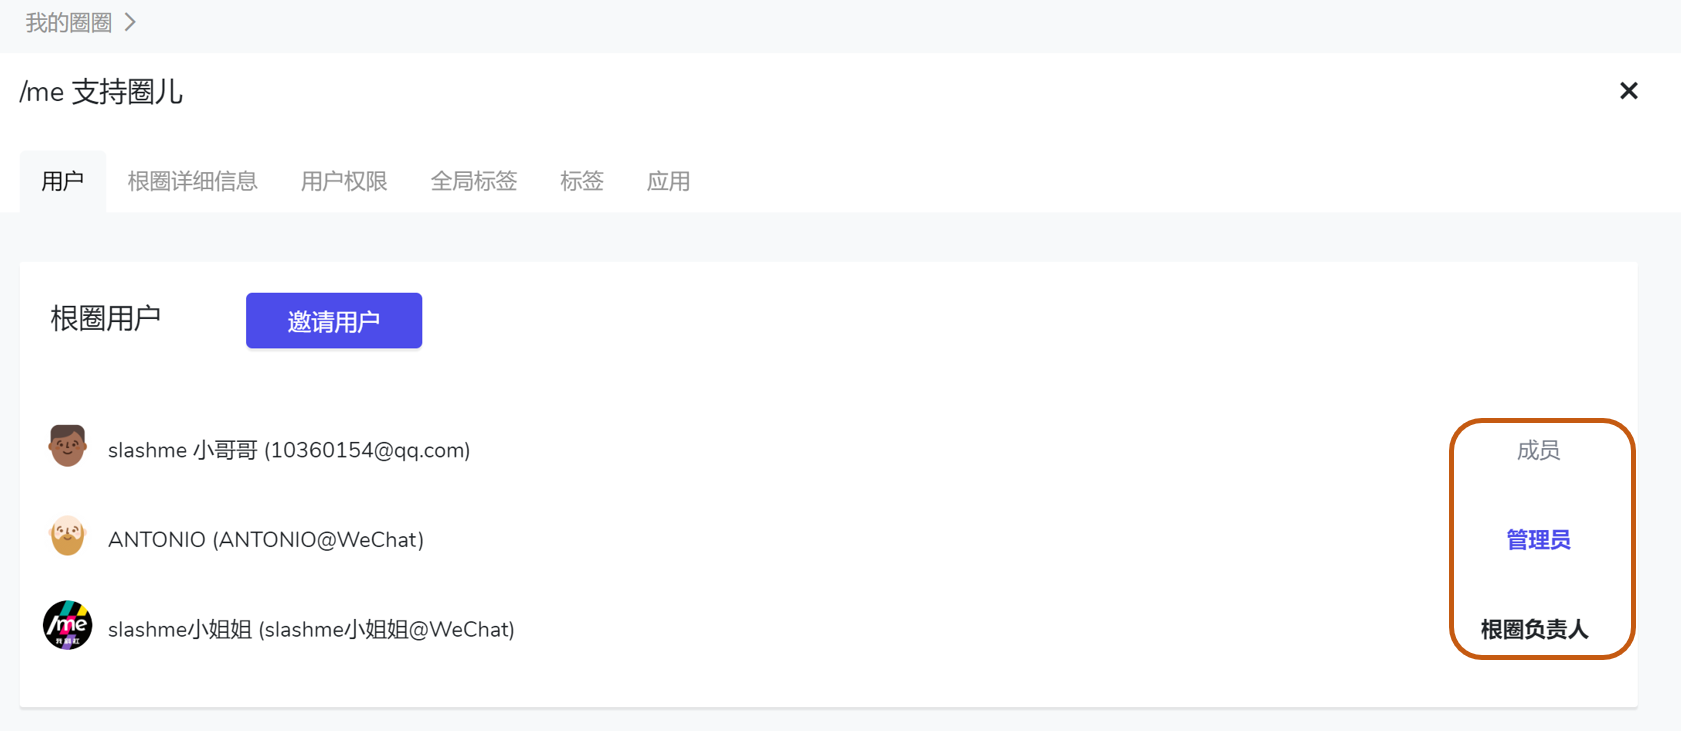 我的圈圈 >
/me 支持圈儿
用户 根圈详细信息 用户权限 全局标签 标签 应用
根圈用户 邀请用户
slashme 小哥哥 (10360154@qq.com) 成员
ANTONIO (ANTONIO@WeChat) 管理员
/me
slashme小姐姐 (slashme小姐姐@WeChat) 根圈负责人